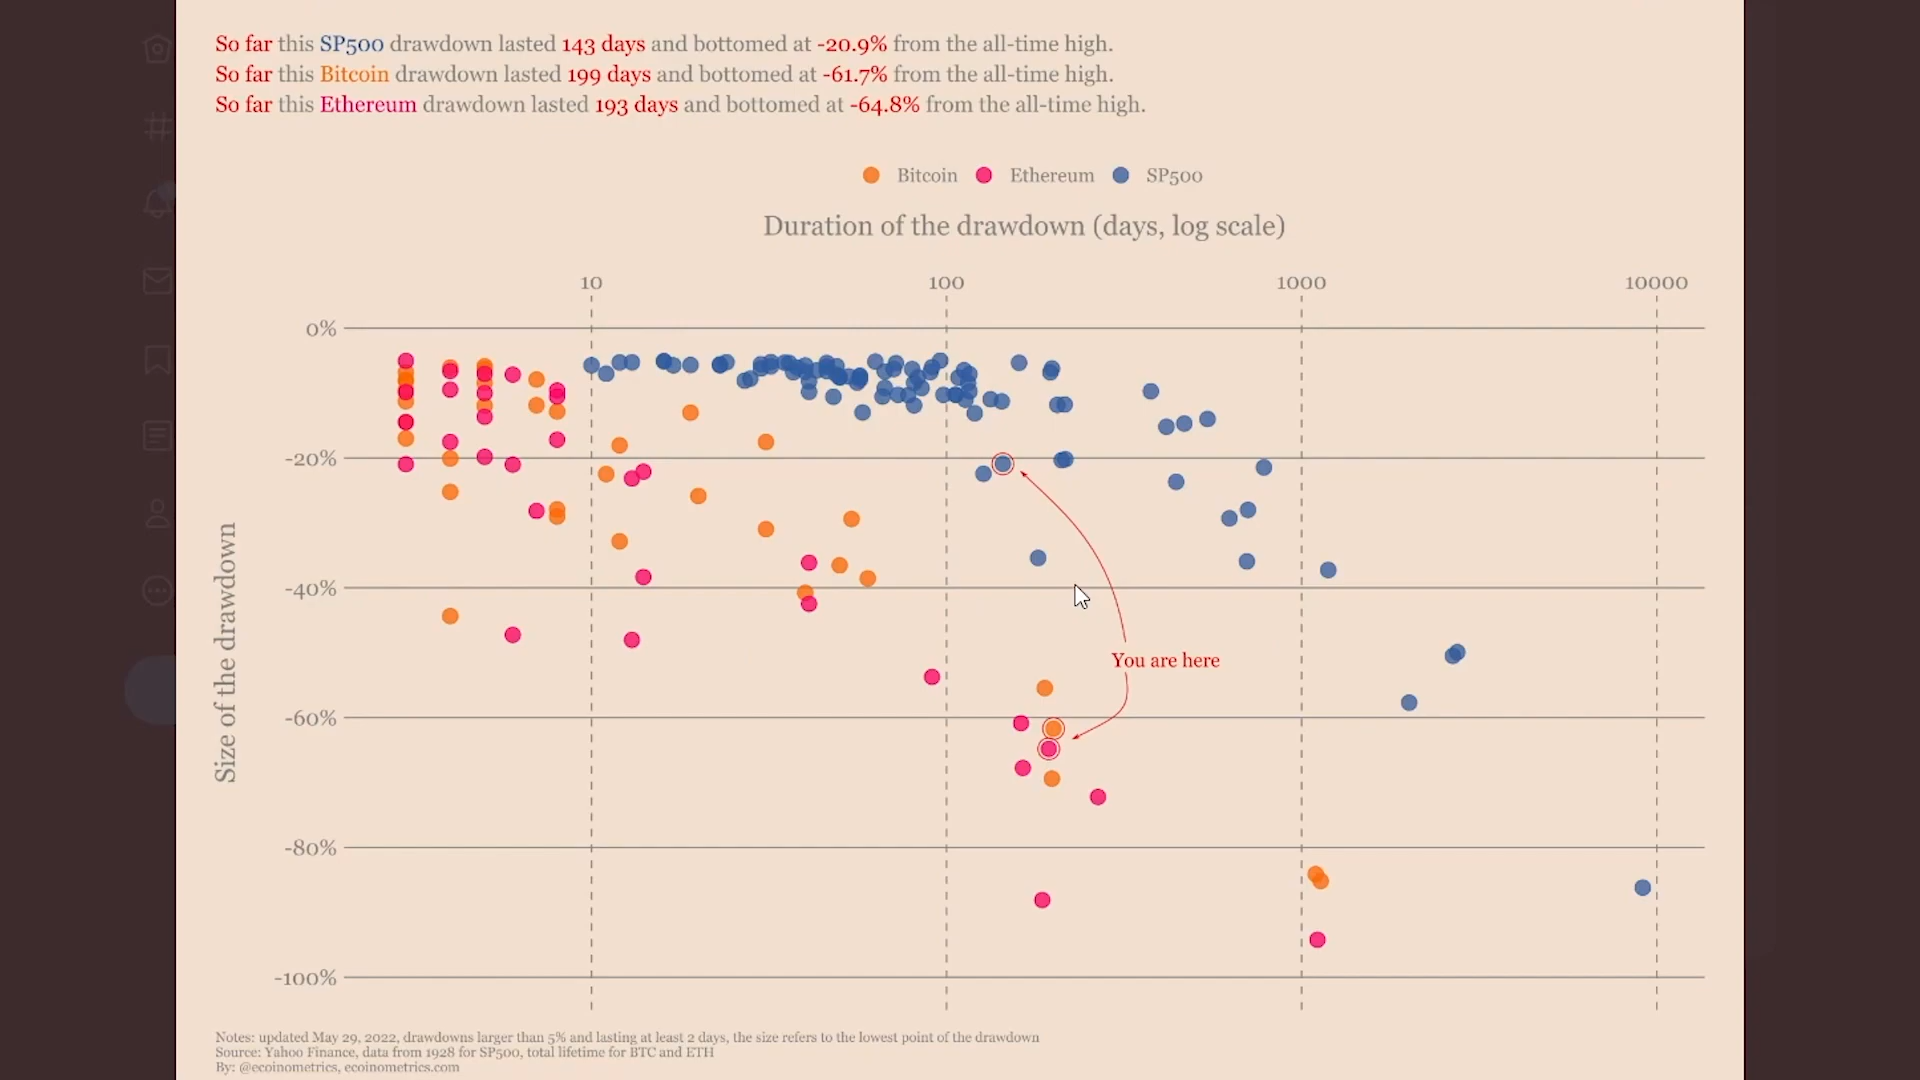 So far this SP500 drawdown lasted 143 days and bottomed at -20.9% from the all-time high.
So far this Bitcoin drawdown lasted 199 days and bottomed at -61.7% from the all-time high.
So far this Ethereum drawdown lasted 193 days and bottomed at -64.8% from the all-time high.
Bitcoin Ethereum SP500
Duration of the drawdown (days, log scale)
10 100 1000 10000
0%
-20%
-40%
-60%
-80%
-100%
Size of the drawdown
You are here
Notes: updated May 29, 2022, drawdowns larger than 5% and lasting at least 2 days, the size refers to the lowest point of the drawdown
Source: Yahoo Finance, data from 1928 for SP500, total lifetime for BTC and ETH
By: @ecoinometrics, ecoinometrics.com